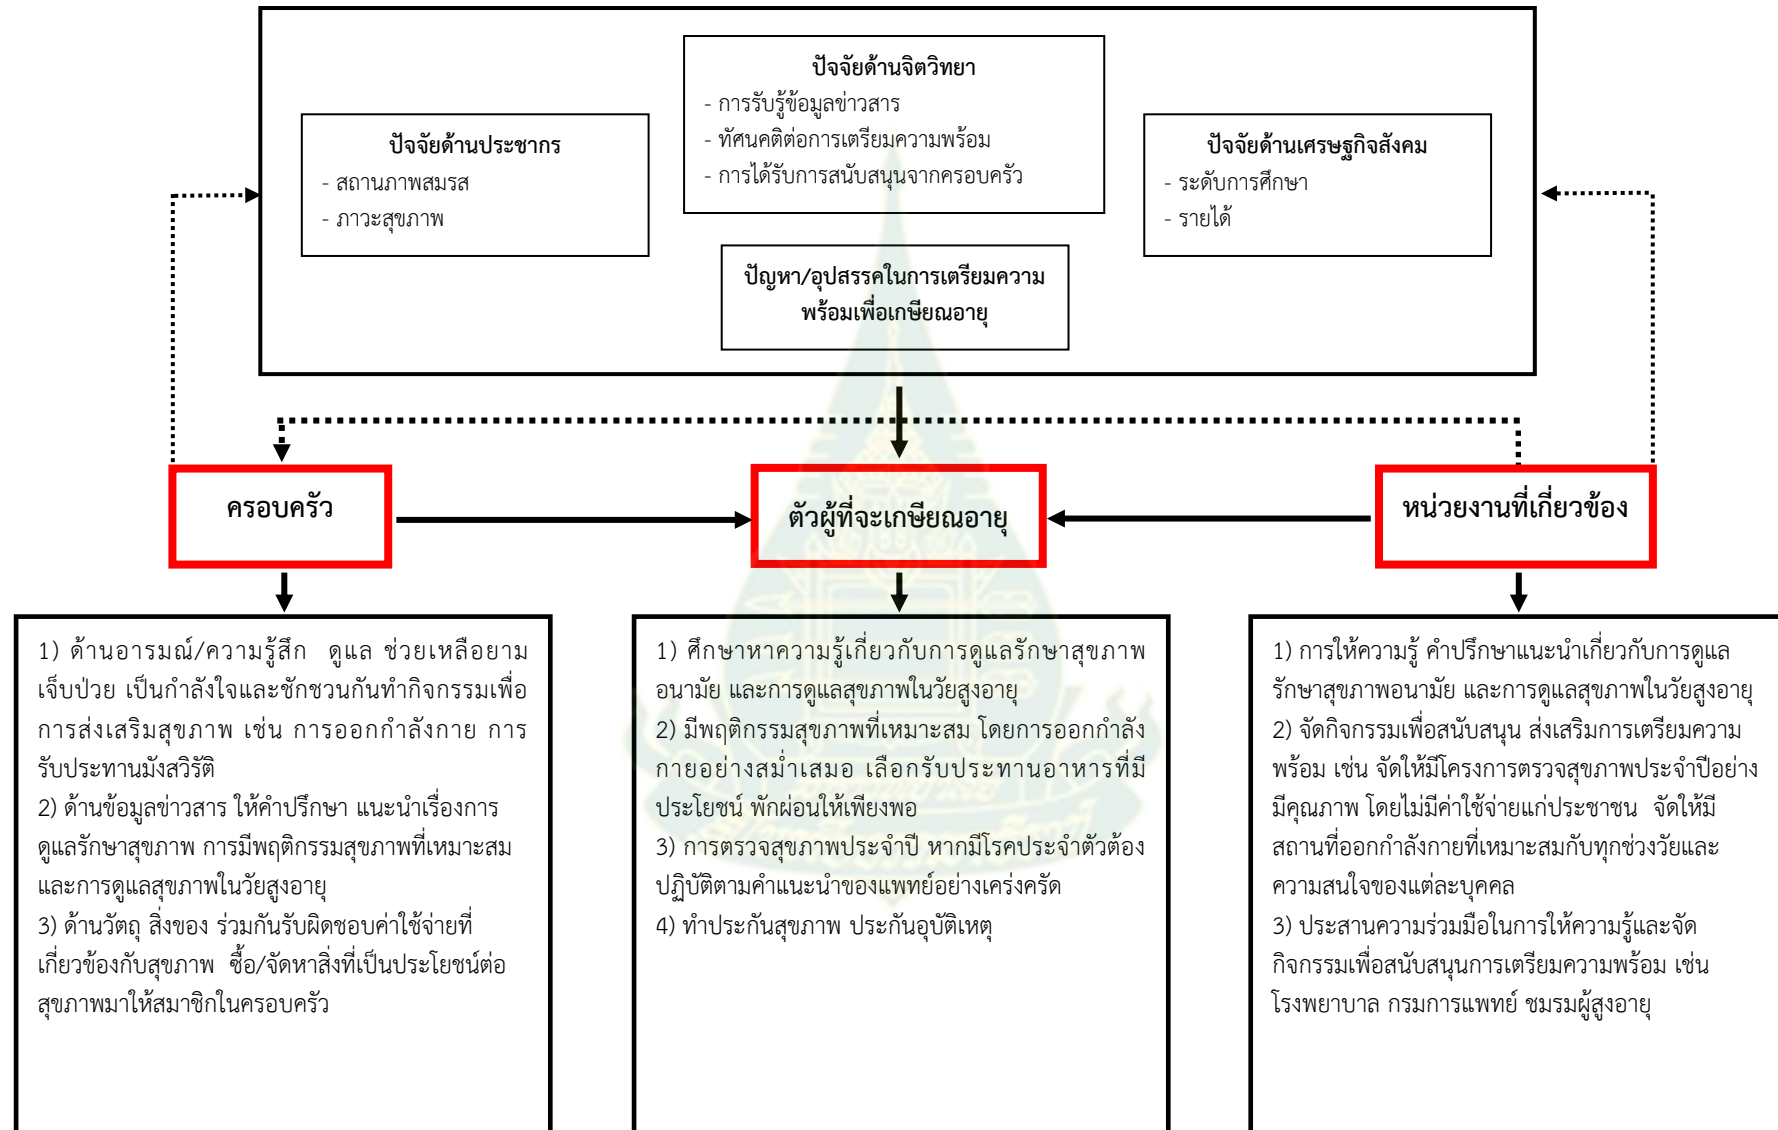 ปัจจัยด้านจิตวิทยา
- การรับรู้ข้อมูลข่าวสาร
- ทัศนคติต่อการเตรียมความพร้อม
- การได้รับการสนับสนุนจากครอบครัว
ปัจจัยด้านประชากร
- สถานภาพสมรส
- ภาวะสุขภาพ
ปัจจัยด้านเศรษฐกิจสังคม
- ระดับการศึกษา
- รายได้
ปัญหา/อุปสรรคในการเตรียมความ
พร้อมเพื่อเกษียณอายุ
ครอบครัว
ตัวผู้ที่จะเกษียณอายุ
หน่วยงานที่เกี่ยวข้อง
1) ด้านอารมณ์/ความรู้สึก ดูแล ช่วยเหลือยาม
เจ็บป่วย เป็นกำลังใจและชักชวนกันทำกิจกรรมเพื่อ
การส่งเสริมสุขภาพ เช่น การออกกำลังกาย การ
รับประทานมังสวิรัติ
2) ด้านข้อมูลข่าวสาร ให้คำปรึกษา แนะนำเรื่องการ
ดูแลรักษาสุขภาพ การมีพฤติกรรมสุขภาพที่เหมาะสม
และการดูแลสุขภาพในวัยสูงอายุ
3) ด้านวัตถุ สิ่งของ ร่วมกันรับผิดชอบค่าใช้จ่ายที่
เกี่ยวข้องกับสุขภาพ ซื้อ/จัดหาสิ่งที่เป็นประโยชน์ต่อ
สุขภาพมาให้สมาชิกในครอบครัว
1) ศึกษาหาความรู้เกี่ยวกับการดูแลรักษาสุขภาพ
อนามัย และการดูแลสุขภาพในวัยสูงอายุ
2) มีพฤติกรรมสุขภาพที่เหมาะสม โดยการออกกำลัง
กายอย่างสม่ำเสมอ เลือกรับประทานอาหารที่มี
ประโยชน์ พักผ่อนให้เพียงพอ
3) การตรวจสุขภาพประจำปี หากมีโรคประจำตัวต้อง
ปฏิบัติตามคำแนะนำของแพทย์อย่างเคร่งครัด
4) ทำประกันสุขภาพ ประกันอุบัติเหตุ
1) การให้ความรู้ คำปรึกษาแนะนำเกี่ยวกับการดูแล
รักษาสุขภาพอนามัย และการดูแลสุขภาพในวัยสูงอายุ
2) จัดกิจกรรมเพื่อสนับสนุน ส่งเสริมการเตรียมความ
พร้อม เช่น จัดให้มีโครงการตรวจสุขภาพประจำปีอย่าง
มีคุณภาพ โดยไม่มีค่าใช้จ่ายแก่ประชาชน จัดให้มี
สถานที่ออกกำลังกายที่เหมาะสมกับทุกช่วงวัยและ
ความสนใจของแต่ละบุคคล
3) ประสานความร่วมมือในการให้ความรู้และจัด
กิจกรรมเพื่อสนับสนุนการเตรียมความพร้อม เช่น
โรงพยาบาล กรมการแพทย์ ชมรมผู้สูงอายุ